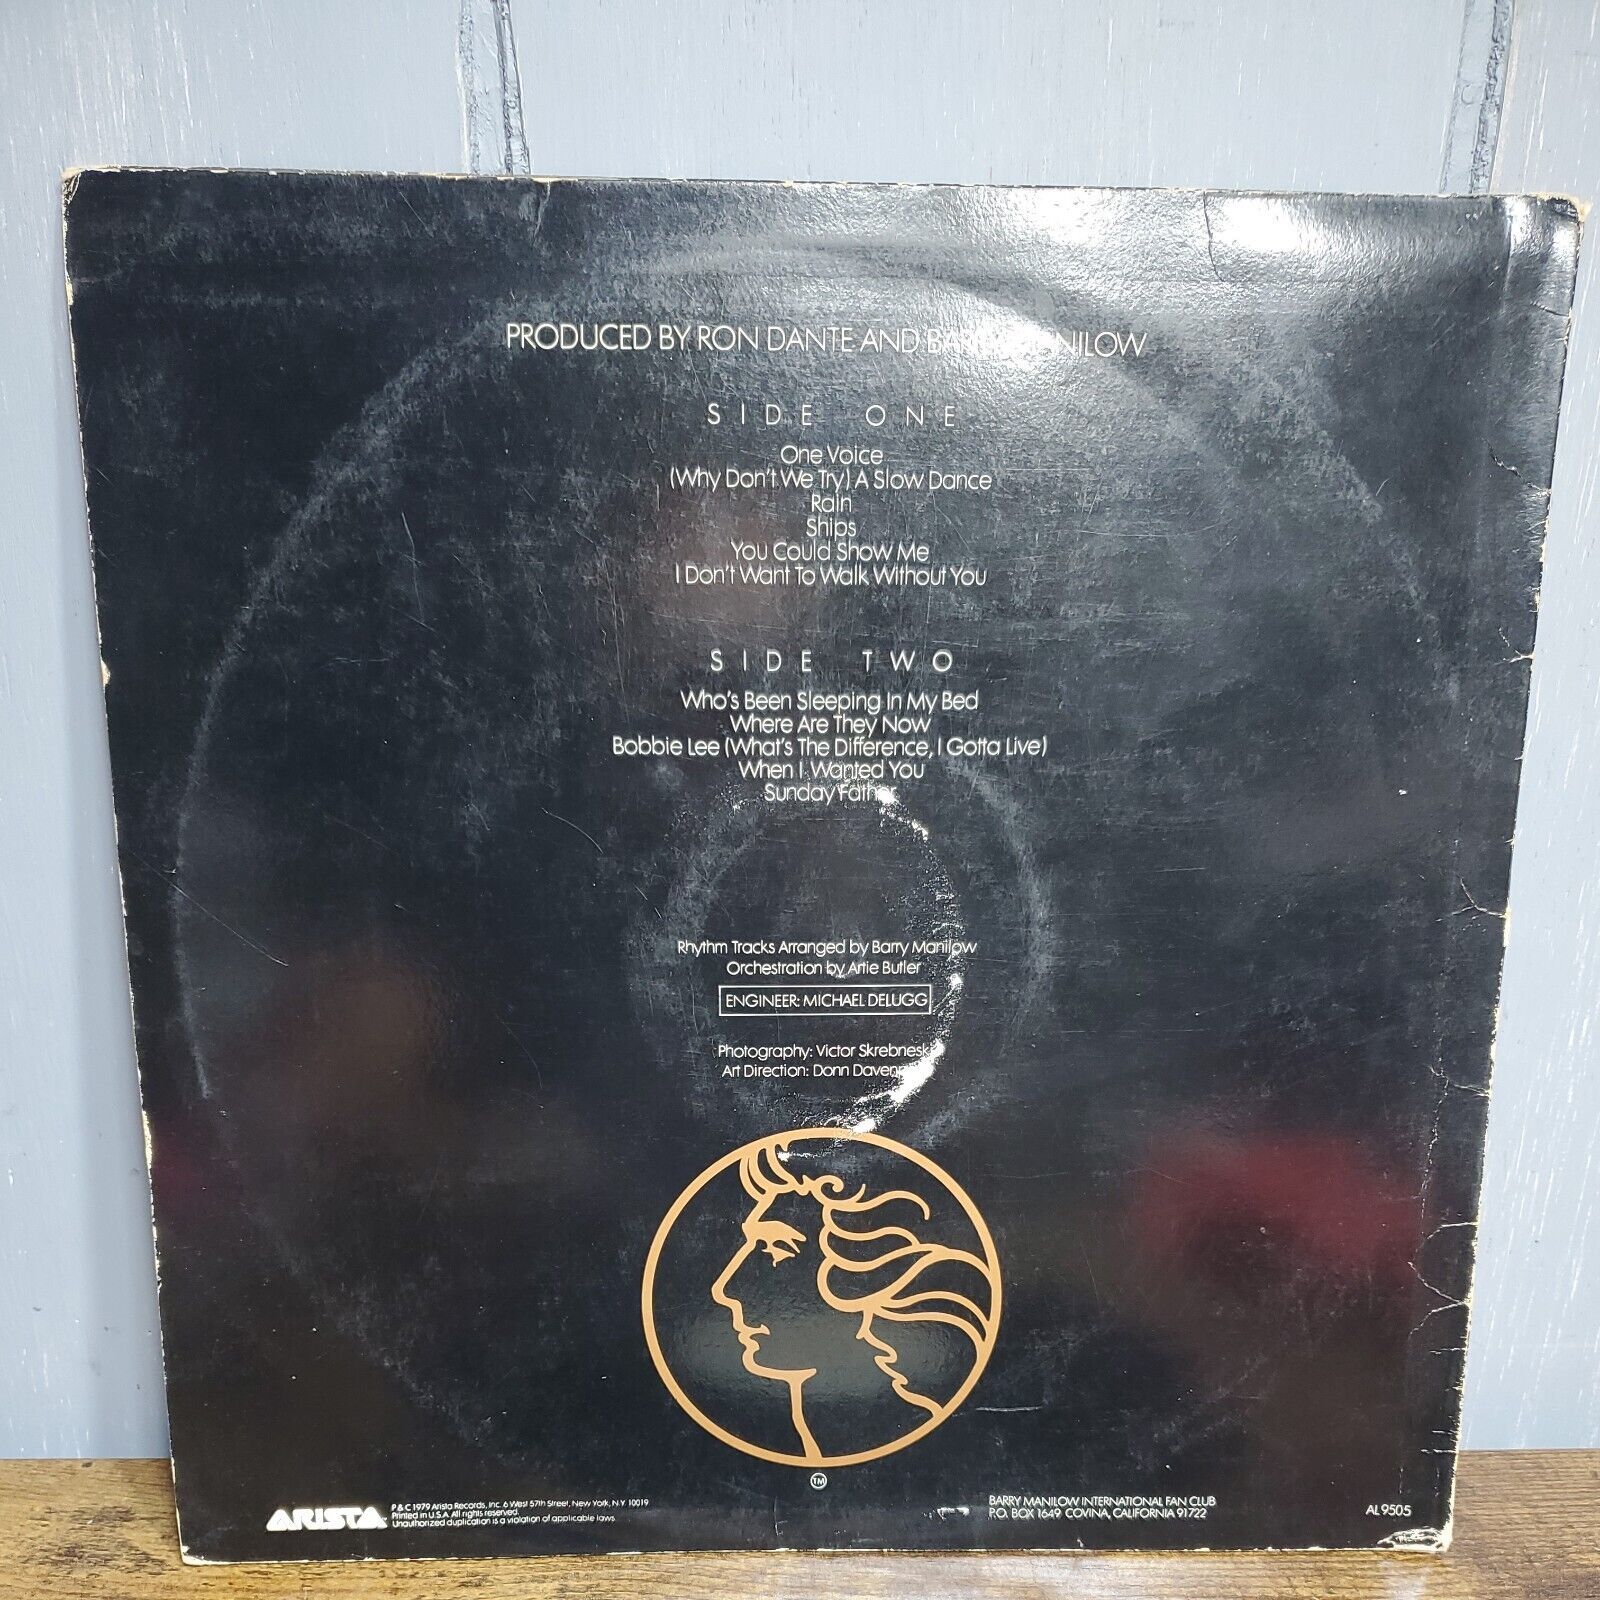 PRODUCED BY RON DANTE AND BARRY MANILOW
SIDE ONE
One Voice
(Why Don't We Try) A Slow Dance
Rain
Ships
You Could Show Me
I Don't Want To Walk Without You
SIDE TWO
Who's Been Sleeping In My Bed
Where Are They Now
Bobbie Lee (What's The Difference, I Gotta Live)
When I Wanted You
Sunday Father
Rhythm Tracks Arranged by Barry Manilow
Orchestration by Artie Butler
ENGINEER: MICHAEL DELUGG
Photography: Victor Skrebneski
Art Direction: Donn
TM
ARISTA
P & C 1979 Arista Records, Inc. 6 West 57th Street, New York, N.Y. 10019
Printed in U.S.A. All rights reserved.
Unauthorized duplication is a violation of applicable laws.
BARRY MANILOW INTERNATIONAL FAN CLUB
P.O. BOX 1649 COVINA, CALIFORNIA 91722
AL 9505